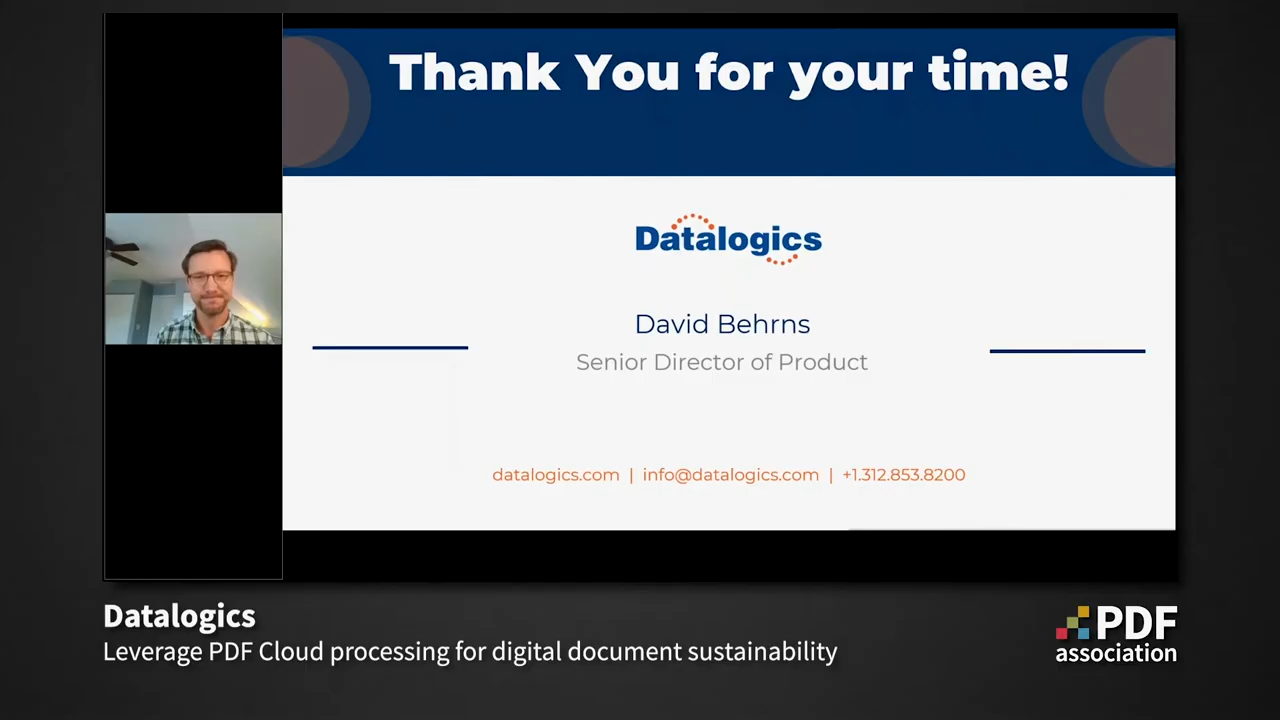 Thank You for your time!
Datalogics
David Behrns
Senior Director of Product
datalogics.com | info@datalogics.com | +1.312.853.8200
Datalogics
Leverage PDF Cloud processing for digital document sustainability
PDF
association